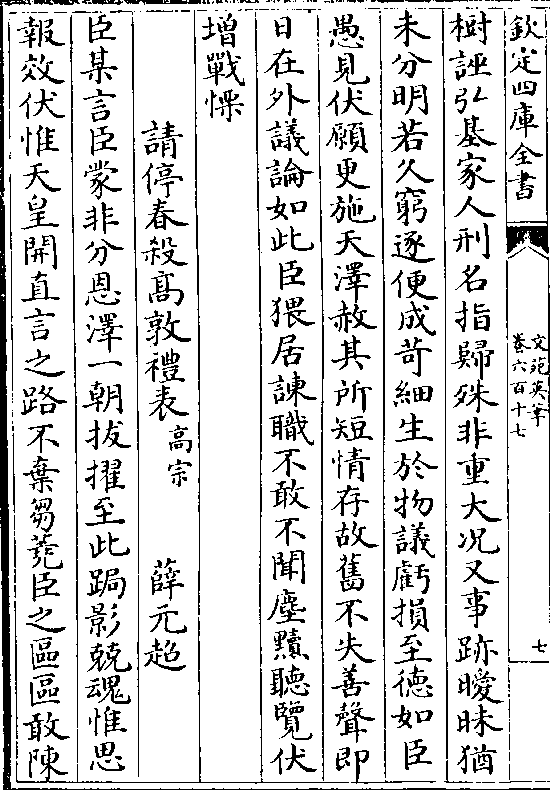 欽定四庫全書
文苑英華
卷六百十七
七
樹誣弘基家人刑名指歸殊非重大况又事跡曖昧猶
未分明若久窮逐便成苛細生於物議虧損至徳如臣
愚見伏願更施天澤赦其所短情存故舊不失善聲即
日在外議論如此臣猥居諫職不敢不聞塵黷聽覽伏
増戰慄
請停春殺髙敦禮表 高宗 薛元超
臣某言臣蒙非分恩澤一朝拔擢至此跼影兢魂惟思
報效伏惟天皇開直言之路不棄芻蕘臣之區區敢陳